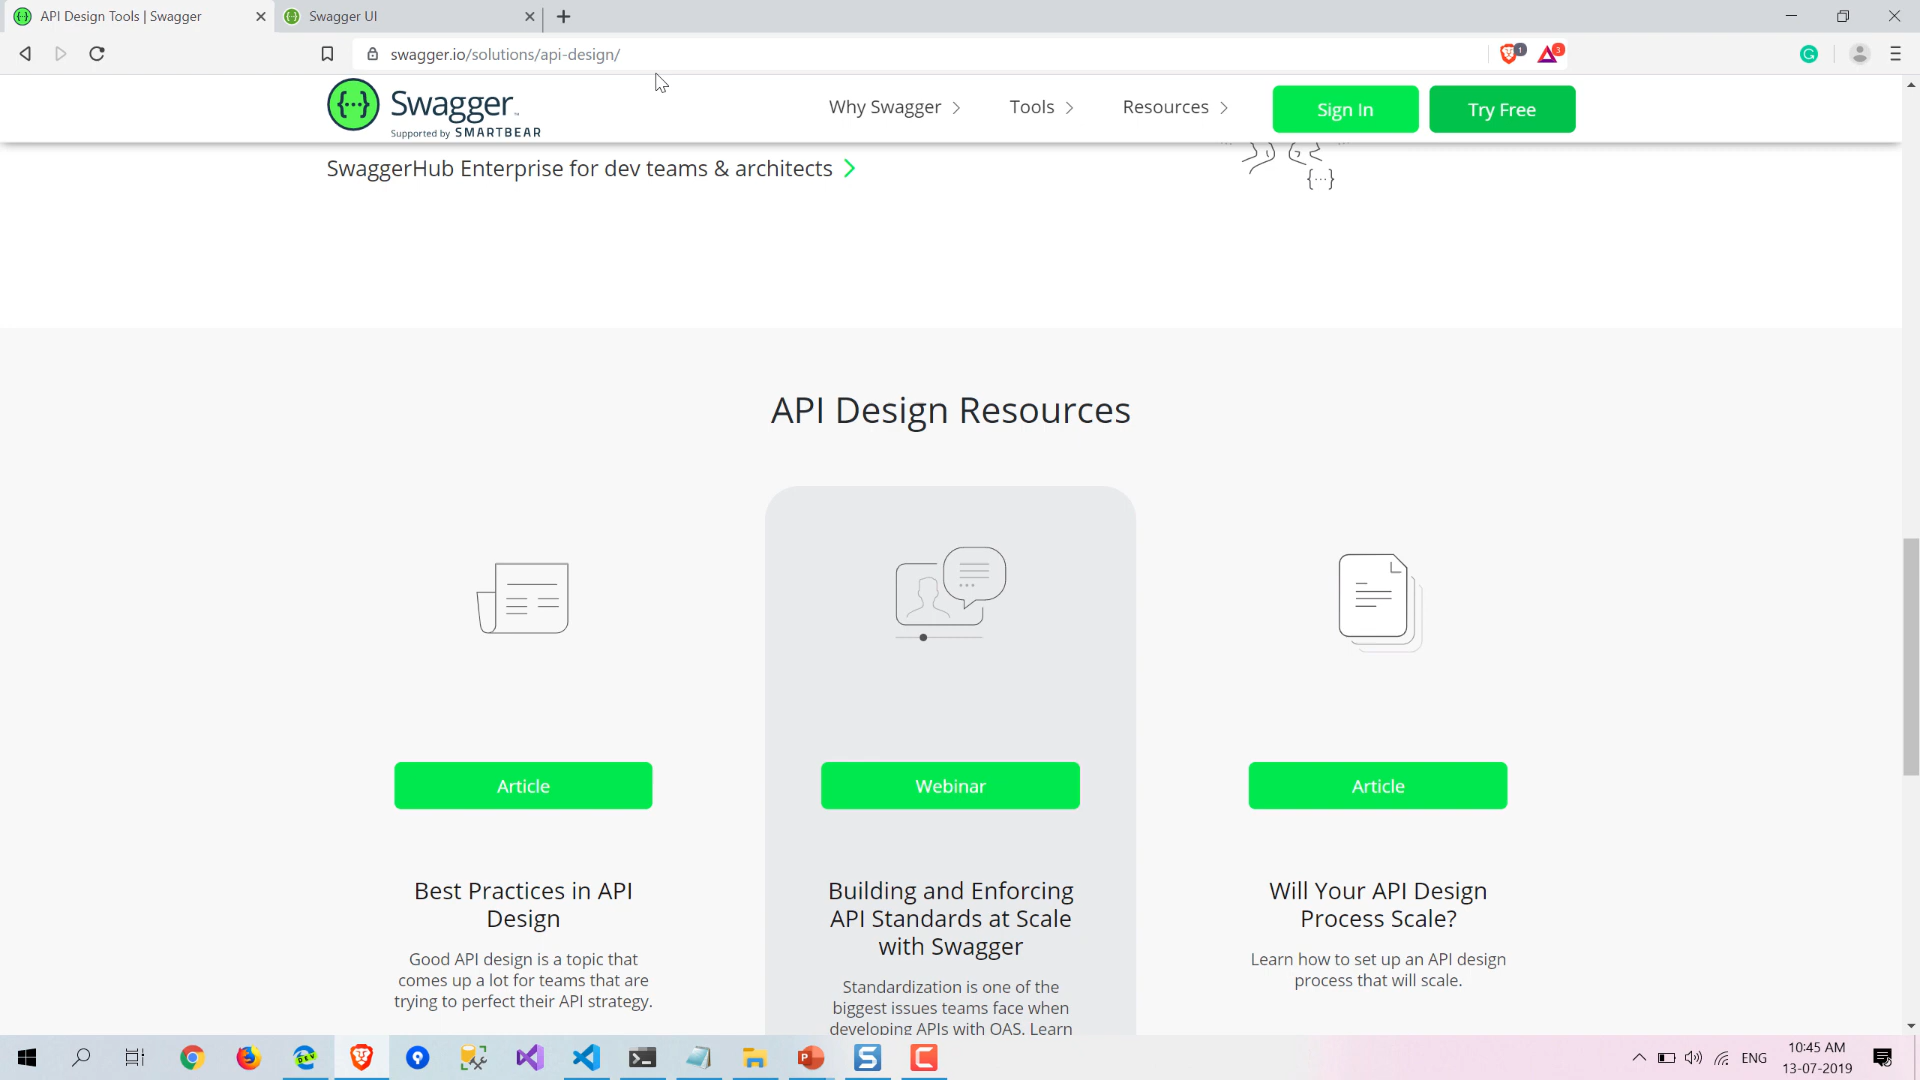 API Design Tools | Swagger
Swagger UI
swagger.io/solutions/api-design/
1
3
Swagger
Supported by SMARTBEAR
Why Swagger
Tools
Resources
Sign In
Try Free
SwaggerHub Enterprise for dev teams & architects
{...}
API Design Resources
Article
Webinar
Article
Best Practices in API
Design
Good API design is a topic that
comes up a lot for teams that are
trying to perfect their API strategy.
Building and Enforcing
API Standards at Scale
with Swagger
Standardization is one of the
biggest issues teams face when
developing APIs with OAS. Learn
Will Your API Design
Process Scale?
Learn how to set up an API design
process that will scale.
DEV
ENG
10:45 AM
13-07-2019